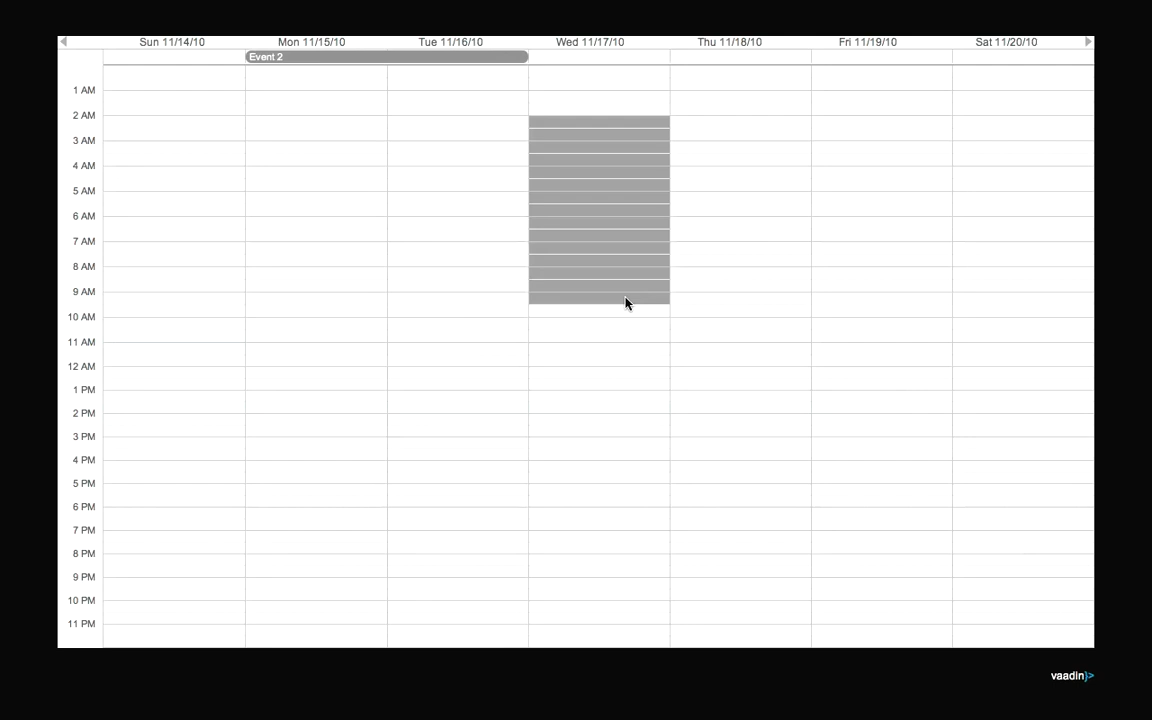 Sun 11/14/10 Mon 11/15/10 Tue 11/16/10 Wed 11/17/10 Thu 11/18/10 Fri 11/19/10 Sat 11/20/10
Event 2
1 AM
2 AM
3 AM
4 AM
5 AM
6 AM
7 AM
8 AM
9 AM
10 AM
11 AM
12 AM
1 PM
2 PM
3 PM
4 PM
5 PM
6 PM
7 PM
8 PM
9 PM
10 PM
11 PM
vaadin}>